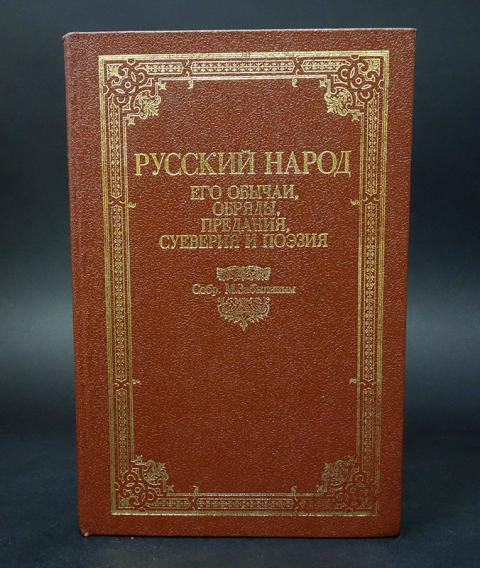 РУССКИЙ НАРОД
ЕГО ОБЫЧАИ,
ОБРЯДЫ,
ПРЕДАНИЯ,
СУЕВЕРИЯ И ПОЭЗИЯ
Собр. М.Забылиным